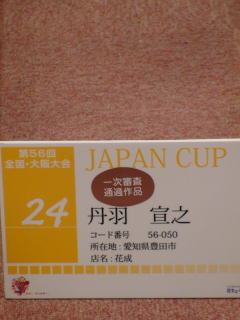 第56回
全国・大阪大会
JAPAN CUP
一次審査
通過作品
24
丹羽 宣之
コード番号 56-050
所在地：愛知県豊田市
店名：花成